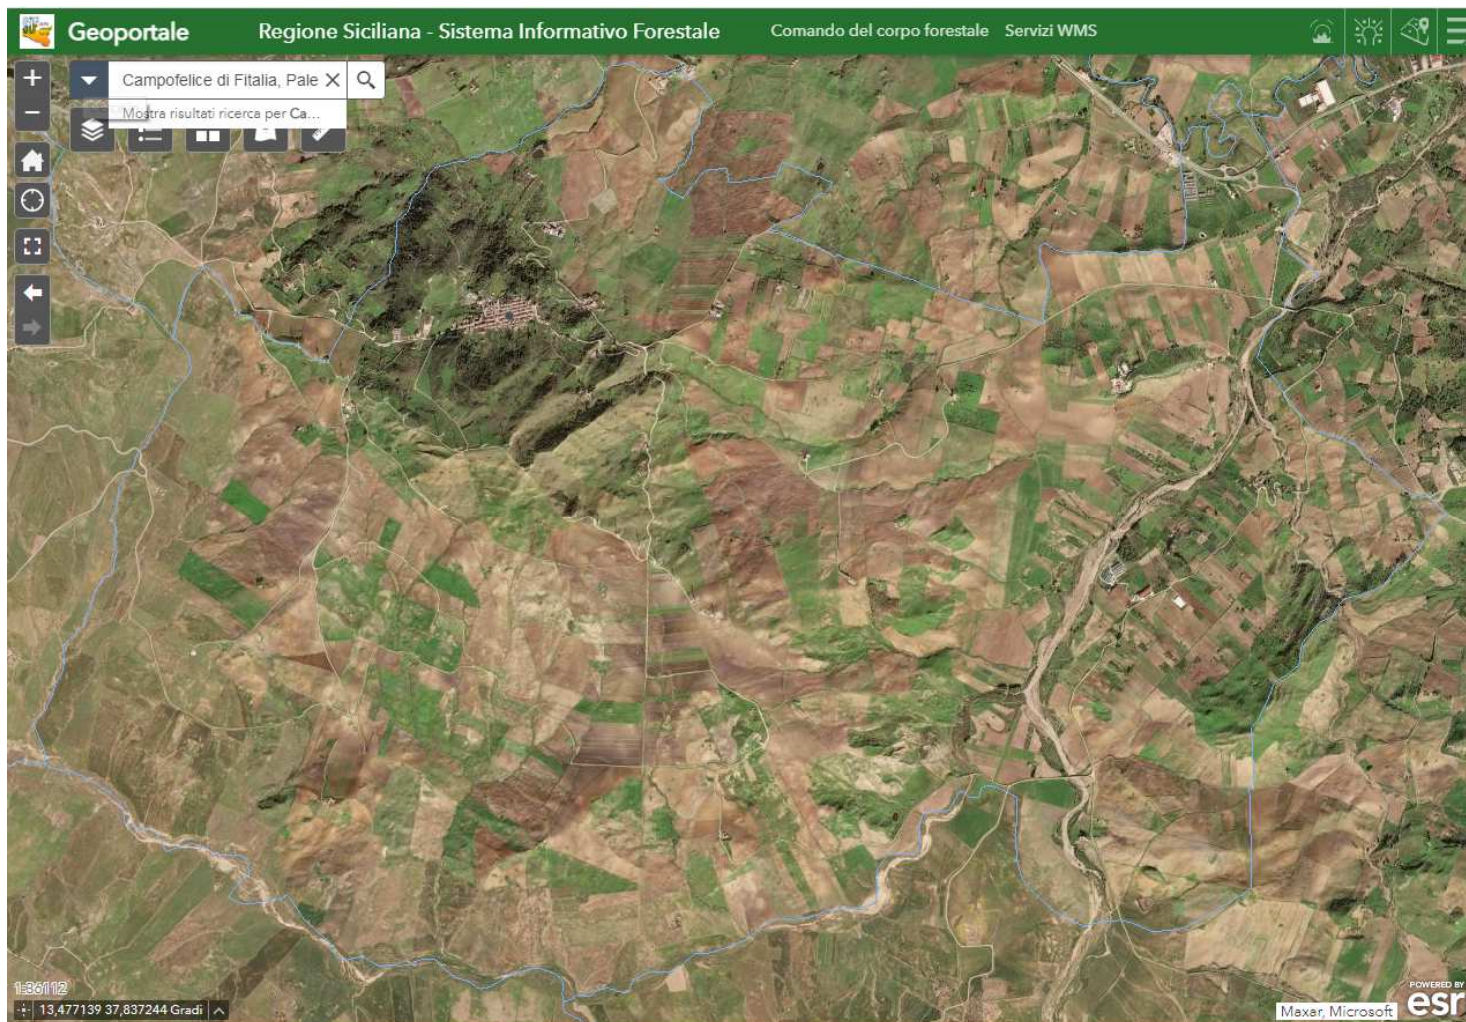 Geoportale
Regione Siciliana - Sistema Informativo Forestale
Comando del corpo forestale
Servizi WMS
Campofelice di Fitalia, Pale
Mostra risultati ricerca per Ca...
1:36112
13,477139 37,837244 Gradi
Maxar, Microsoft
POWERED BY
esri